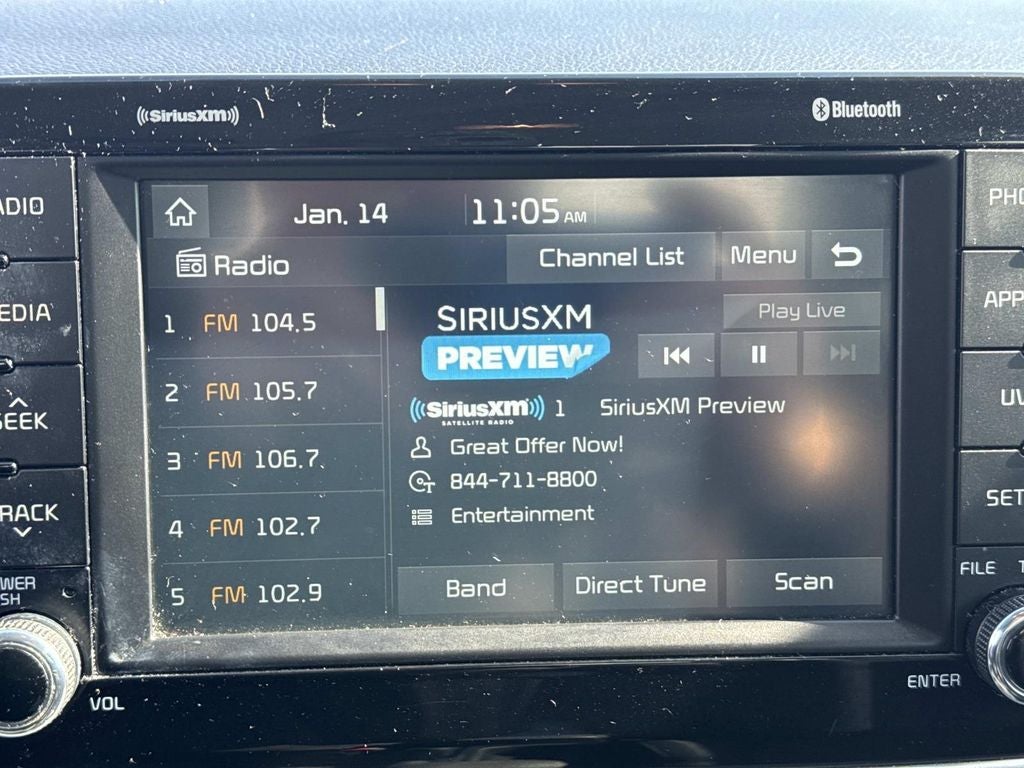 ((SiriusXM))
Bluetooth
ADIO
EDIA
SEEK
RACK
WER
SH
VOL
Jan. 14
11:05 AM
Radio
Channel List
Menu
1 FM 104.5
2 FM 105.7
3 FM 106.7
4 FM 102.7
5 FM 102.9
SIRIUSXM
PREVIEW
Play Live
((SiriusXM)) 1 SiriusXM Preview
SATELLITE RADIO
Great Offer Now!
844-711-8800
Entertainment
Band
Direct Tune
Scan
PHO
APP
UV
SET
FILE
T
ENTER